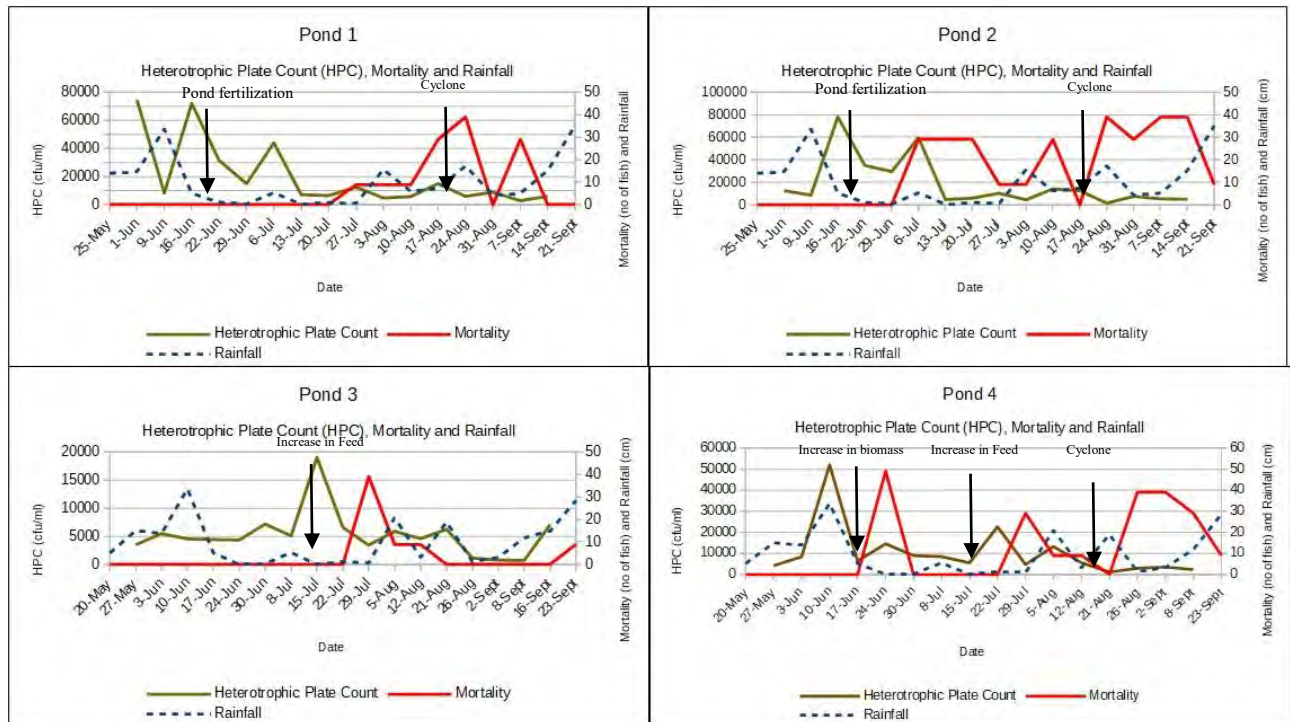 Pond 1
Heterotrophic Plate Count (HPC), Mortality and Rainfall
Pond fertilization
Cyclone
80000
70000
60000
50000
40000
30000
20000
10000
0
50
40
30
20
10
0
HPC (cfu/ml)
Mortality (no of fish) and Rainfall
25-May
1-Jun
9-Jun
16-Jun
22-Jun
29-Jun
6-Jul
13-Jul
20-Jul
27-Jul
3-Aug
10-Aug
17-Aug
24-Aug
31-Aug
7-Sept
14-Sept
21-Sept
Date
Heterotrophic Plate Count
Mortality
Rainfall
Pond 2
Heterotrophic Plate Count (HPC), Mortality and Rainfall
Pond fertilization
Cyclone
100000
80000
60000
40000
20000
0
50
40
30
20
10
0
HPC (cfu/ml)
Mortality (no of fish) and Rainfall (cm)
25-May
1-Jun
9-Jun
16-Jun
22-Jun
29-Jun
6-Jul
13-Jul
20-Jul
27-Jul
3-Aug
10-Aug
17-Aug
24-Aug
31-Aug
7-Sept
14-Sept
21-Sept
Date
Heterotrophic Plate Count
Mortality
Rainfall
Pond 3
Heterotrophic Plate Count (HPC), Mortality and Rainfall
Increase in Feed
20000
15000
10000
5000
0
50
40
30
20
10
0
HPC (cfu/ml)
Mortality (no of fish) and Rainfall (cm)
20-May
27-May
3-Jun
10-Jun
17-Jun
24-Jun
30-Jun
8-Jul
15-Jul
22-Jul
29-Jul
5-Aug
12-Aug
21-Aug
26-Aug
2-Sept
8-Sept
16-Sept
23-Sept
Date
Heterotrophic Plate Count
Mortality
Rainfall
Pond 4
Heterotrophic Plate Count (HPC), Mortality and Rainfall
Increase in biomass
Increase in Feed
Cyclone
60000
50000
40000
30000
20000
10000
0
60
50
40
30
20
10
0
HPC (cfu/ml)
Mortality (no of fish) and Rainfall (cm)
20-May
27-May
3-Jun
10-Jun
17-Jun
24-Jun
30-Jun
8-Jul
15-Jul
22-Jul
29-Jul
5-Aug
12-Aug
21-Aug
26-Aug
2-Sept
8-Sept
23-Sept
Date
Heterotrophic Plate Count
Mortality
Rainfall